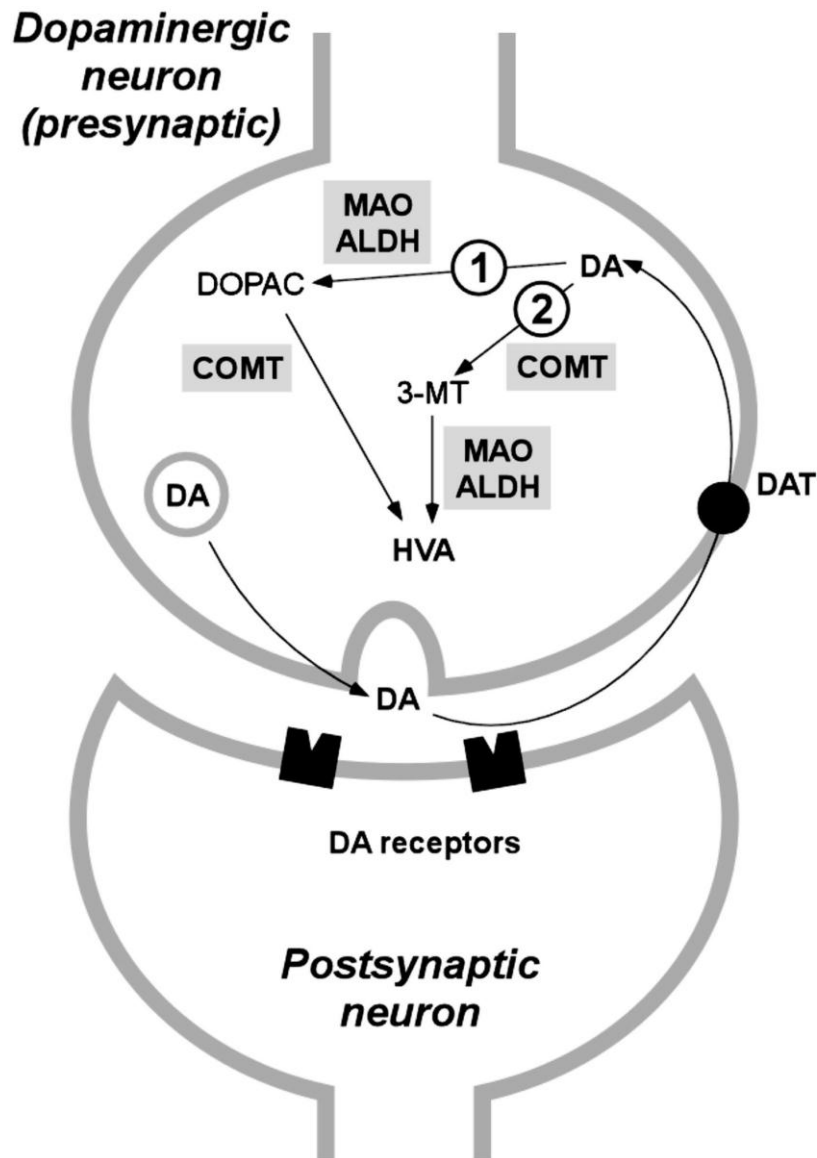 Dopaminergic
neuron
(presynaptic)
MAO
ALDH
1
DA
DOPAC
2
COMT
COMT
3-MT
MAO
ALDH
DA
DAT
HVA
DA
DA receptors
Postsynaptic
neuron